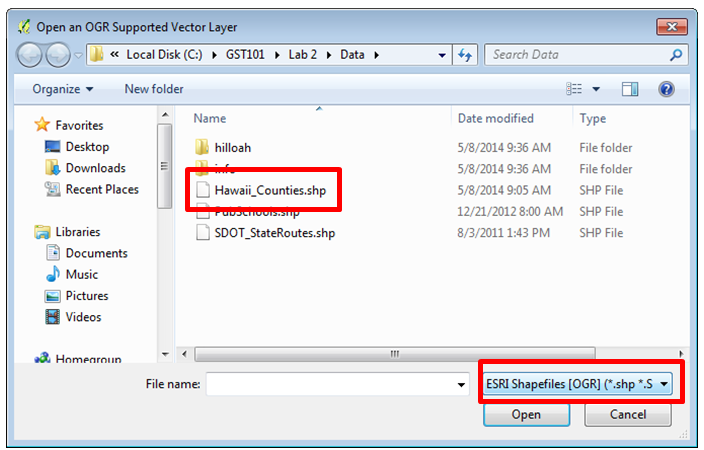 Open an OGR Supported Vector Layer
« Local Disk (C:) GST101 Lab 2 Data Search Data
Organize New folder
Name Date modified Type
Favorites
Desktop
Downloads
Recent Places
Libraries
Documents
Music
Pictures
Videos
Homegroup
hilloah 5/8/2014 9:36 AM File folder
info 5/8/2014 9:36 AM File folder
Hawaii_Counties.shp 5/8/2014 9:05 AM SHP File
PubSchools.shp 12/21/2012 8:00 AM SHP File
SDOT_StateRoutes.shp 8/3/2011 1:43 PM SHP File
File name: ESRI Shapefiles [OGR] (*.shp *.S
Open Cancel